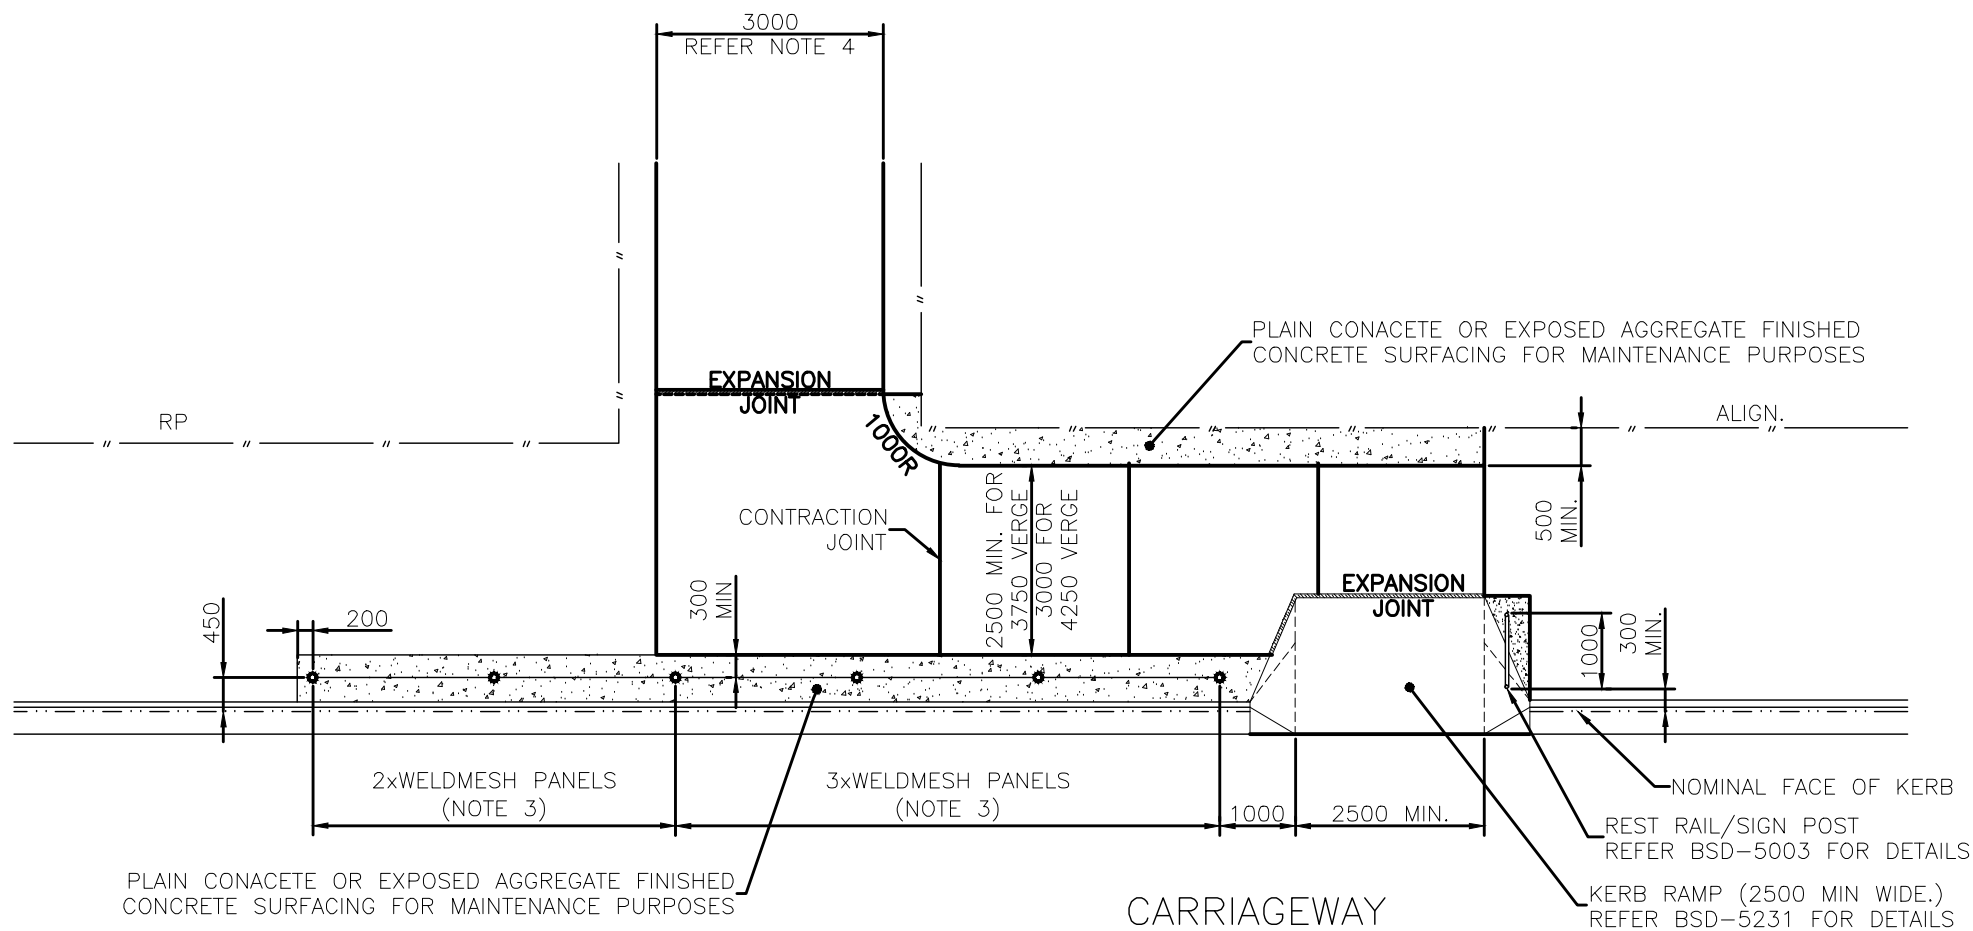 3000
REFER NOTE 4
PLAIN CONACETE OR EXPOSED AGGREGATE FINISHED
CONCRETE SURFACING FOR MAINTENANCE PURPOSES
EXPANSION
JOINT
RP
ALIGN.
1000R
CONTRACTION
JOINT
2500 MIN. FOR
3750 VERGE
3000 FOR
4250 VERGE
500
MIN.
300
MIN
EXPANSION
JOINT
450
200
1000
300
MIN.
2xWELDMESH PANELS
(NOTE 3)
3xWELDMESH PANELS
(NOTE 3)
1000
2500 MIN.
NOMINAL FACE OF KERB
REST RAIL/SIGN POST
REFER BSD-5003 FOR DETAILS
PLAIN CONACETE OR EXPOSED AGGREGATE FINISHED
CONCRETE SURFACING FOR MAINTENANCE PURPOSES
CARRIAGEWAY
KERB RAMP (2500 MIN WIDE.)
REFER BSD-5231 FOR DETAILS